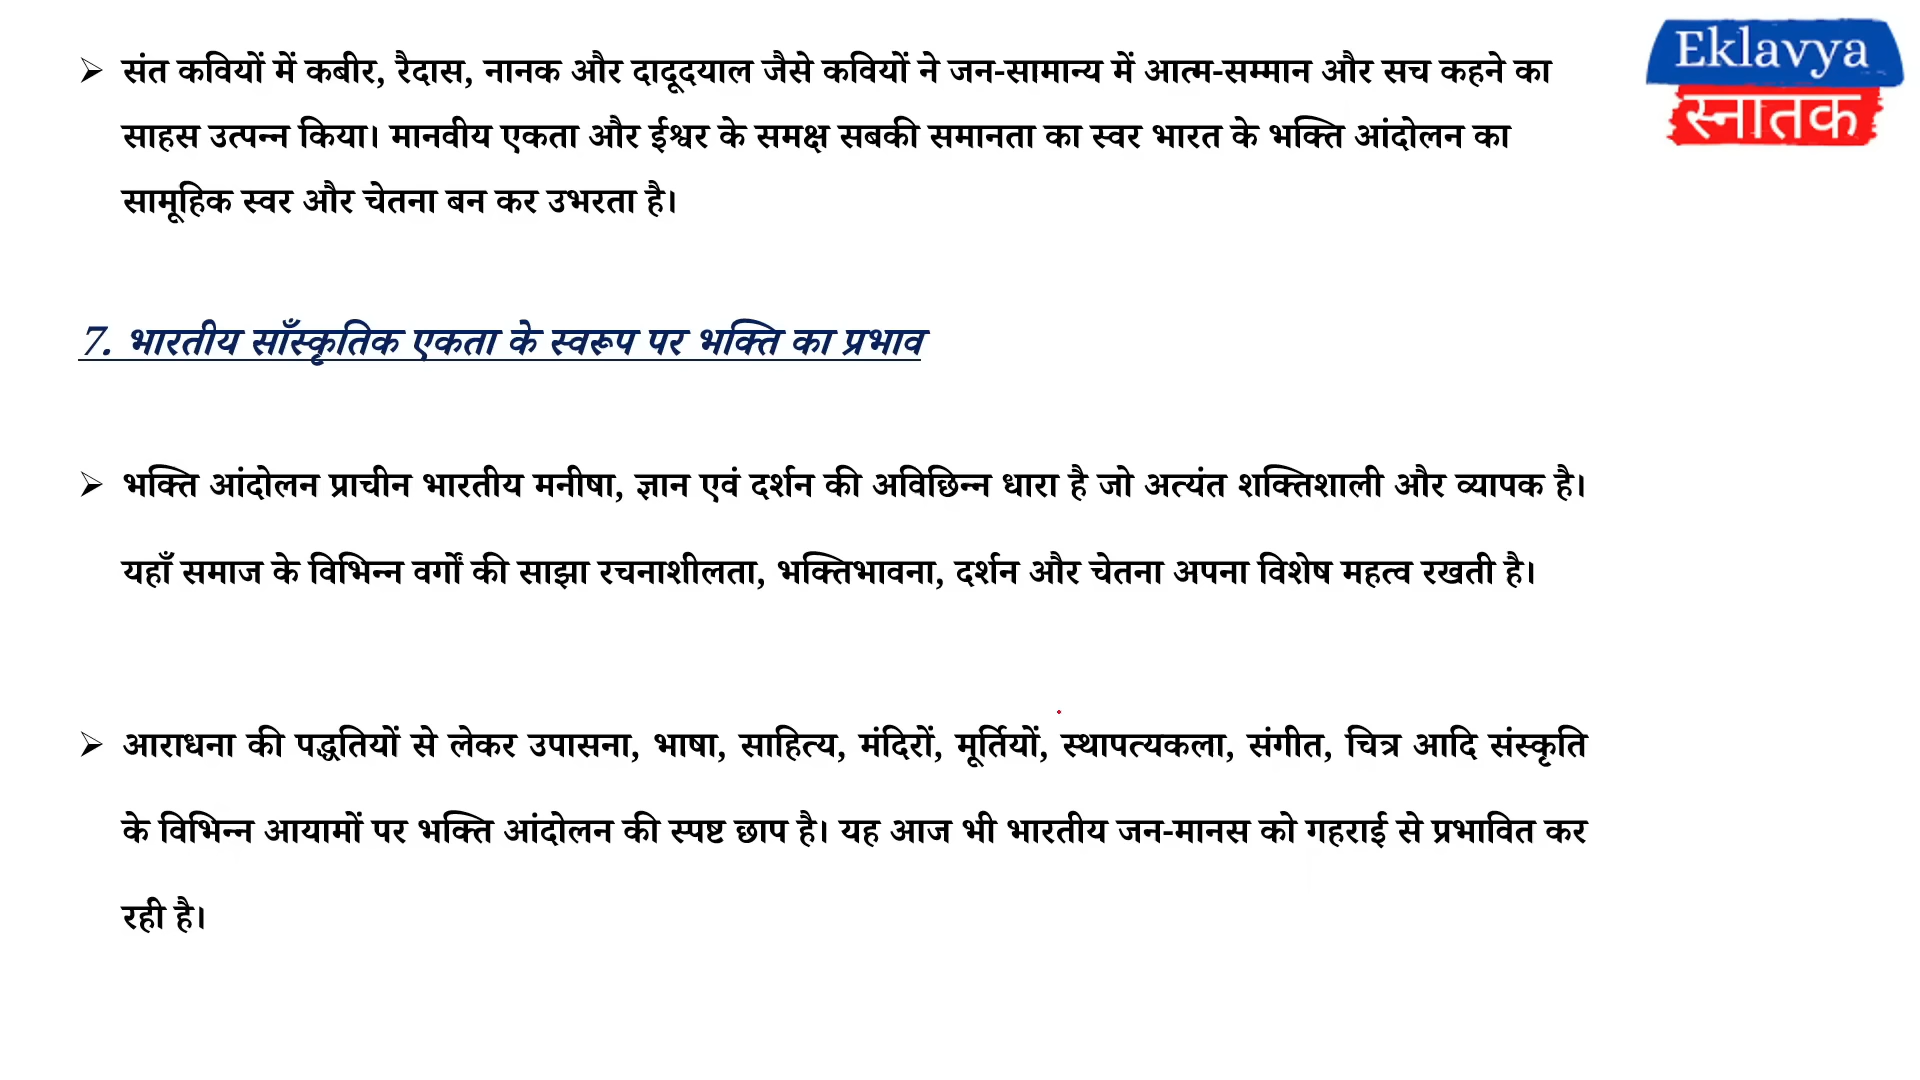 ➢ संत कवियों में कबीर, रैदास, नानक और दादूदयाल जैसे कवियों ने जन-सामान्य में आत्म-सम्मान और सच कहने का
साहस उत्पन्न किया। मानवीय एकता और ईश्वर के समक्ष सबकी समानता का स्वर भारत के भक्ति आंदोलन का
सामूहिक स्वर और चेतना बन कर उभरता है।
Eklavya
स्नातक
7. भारतीय साँस्कृतिक एकता के स्वरूप पर भक्ति का प्रभाव
➢ भक्ति आंदोलन प्राचीन भारतीय मनीषा, ज्ञान एवं दर्शन की अविछिन्न धारा है जो अत्यंत शक्तिशाली और व्यापक है।
यहाँ समाज के विभिन्न वर्गों की साझा रचनाशीलता, भक्तिभावना, दर्शन और चेतना अपना विशेष महत्व रखती है।
➢ आराधना की पद्धतियों से लेकर उपासना, भाषा, साहित्य, मंदिरों, मूर्तियों, स्थापत्यकला, संगीत, चित्र आदि संस्कृति
के विभिन्न आयामों पर भक्ति आंदोलन की स्पष्ट छाप है। यह आज भी भारतीय जन-मानस को गहराई से प्रभावित कर
रही है।